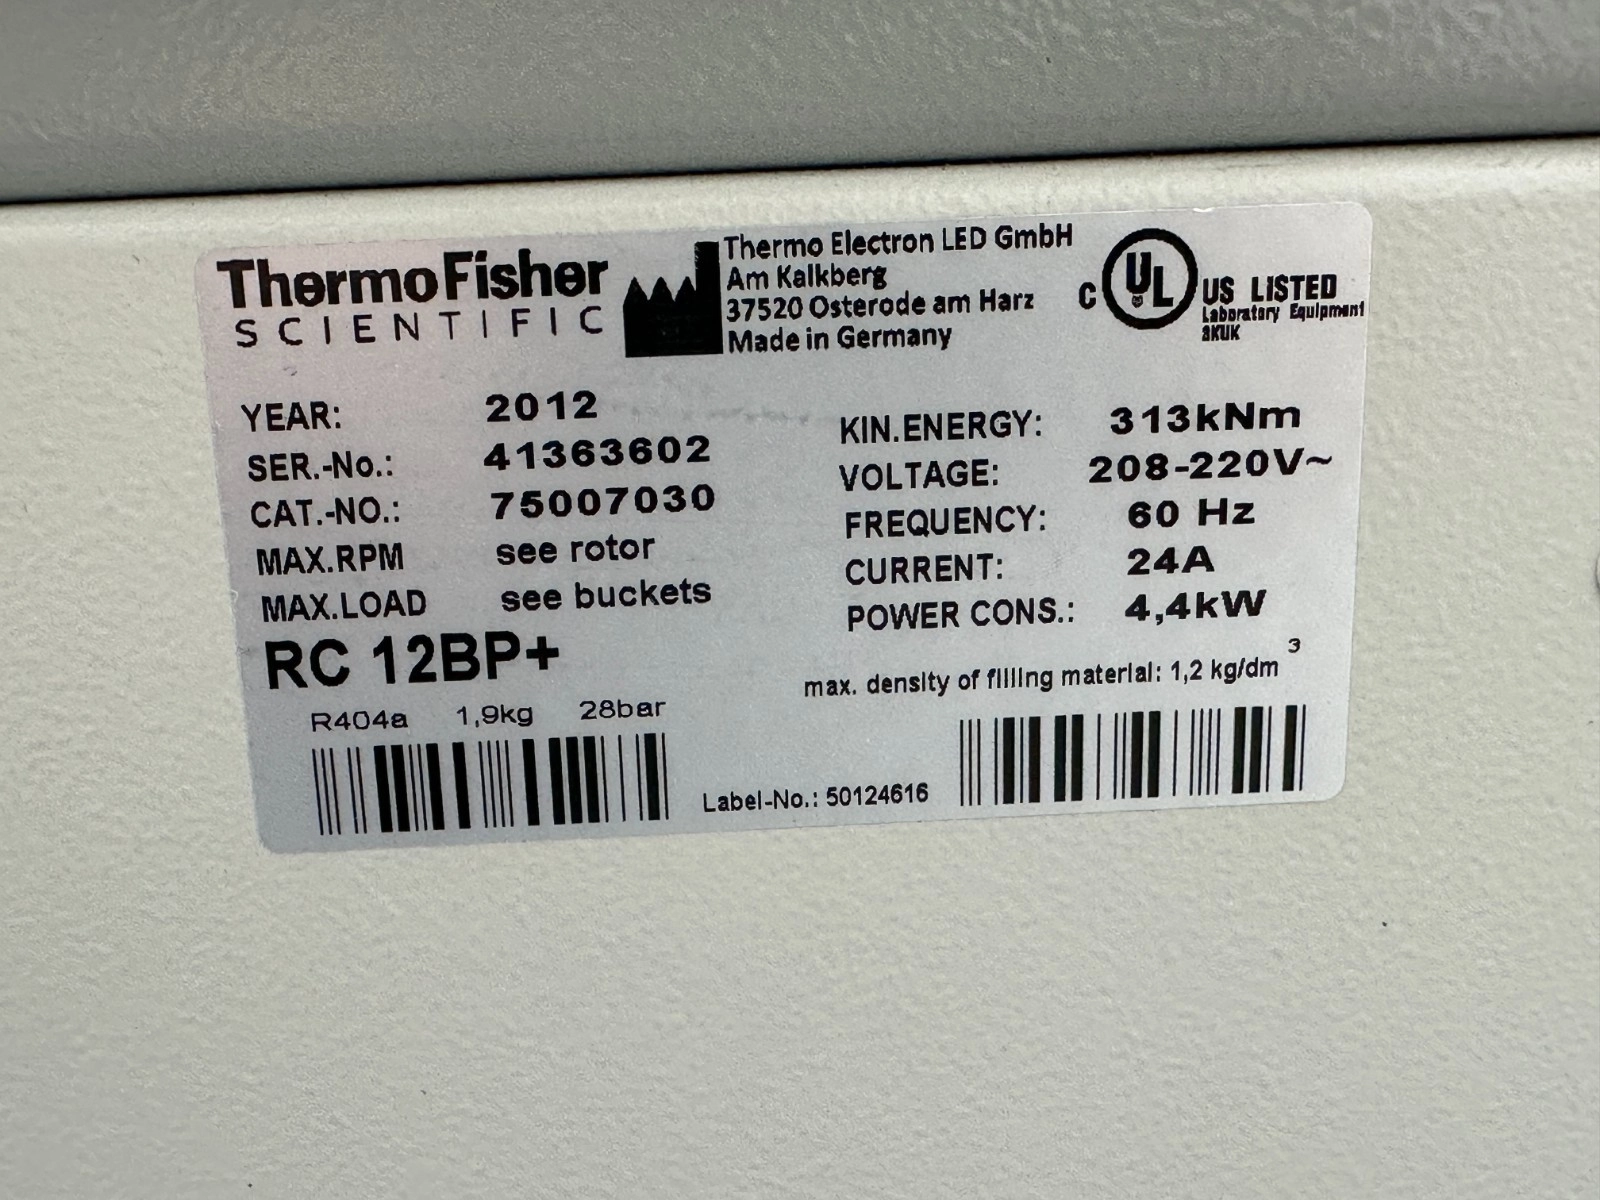 ThermoFisher
SCIENTIFIC
Thermo Electron LED GmbH
Am Kalkberg
37520 Osterode am Harz
Made in Germany
C UL US LISTED
Laboratory Equipment
3KUK
YEAR: 2012
SER.-No.: 41363602
CAT.-NO.: 75007030
MAX.RPM see rotor
MAX.LOAD see buckets
RC 12BP+
R404a 1,9kg 28bar
KIN.ENERGY: 313kNm
VOLTAGE: 208-220V~
FREQUENCY: 60 Hz
CURRENT: 24A
POWER CONS.: 4,4kW
max. density of filling material: 1,2 kg/dm³
Label-No.: 50124616